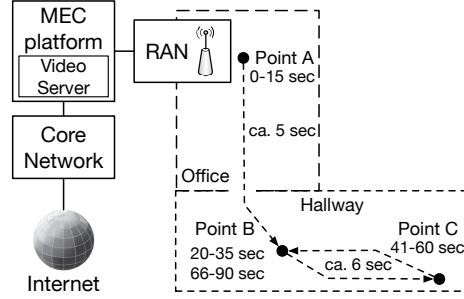 MEC
platform
Video
Server
RAN
Point A
0-15 sec
ca. 5 sec
Core
Network
Office
Hallway
Point B
20-35 sec
66-90 sec
Point C
41-60 sec
ca. 6 sec
Internet